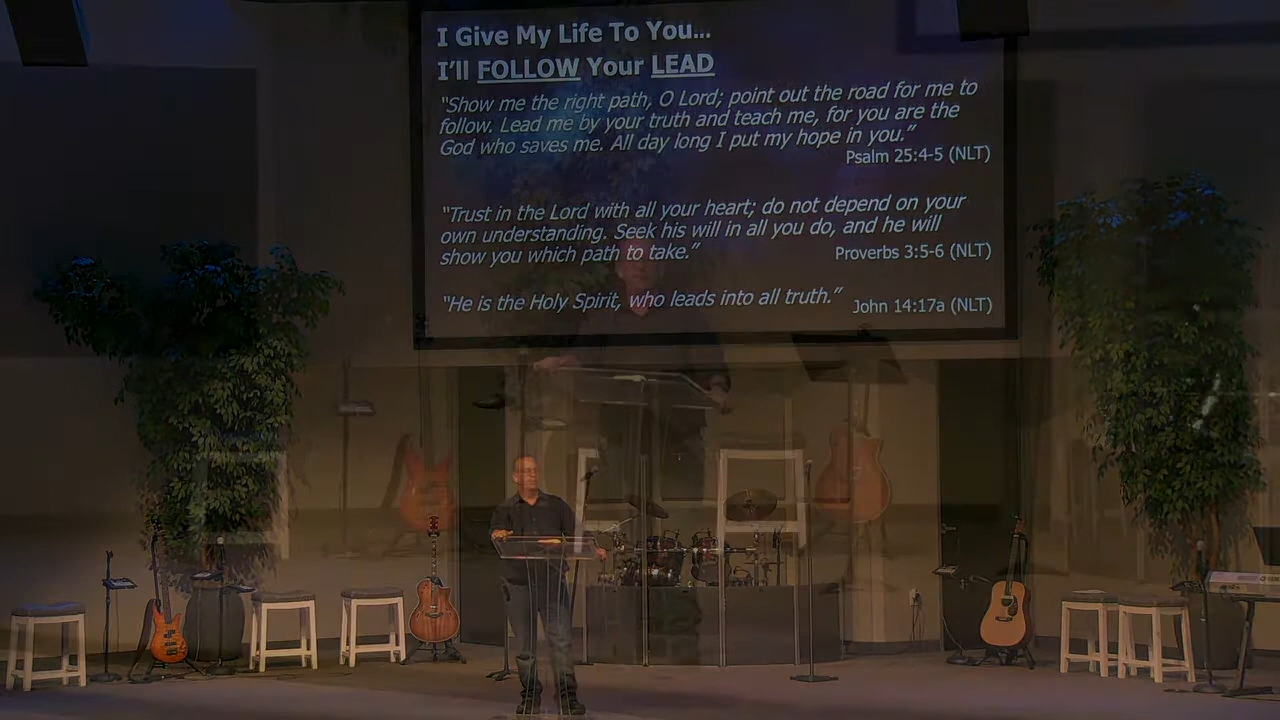 I Give My Life To You...
I'll FOLLOW Your LEAD
"Show me the right path, O Lord; point out the road for me to
follow. Lead me by your truth and teach me, for you are the
God who saves me. All day long I put my hope in you."
Psalm 25:4-5 (NLT)
"Trust in the Lord with all your heart; do not depend on your
own understanding. Seek his will in all you do, and he will
show you which path to take."
Proverbs 3:5-6 (NLT)
"He is the Holy Spirit, who leads into all truth."
John 14:17a (NLT)